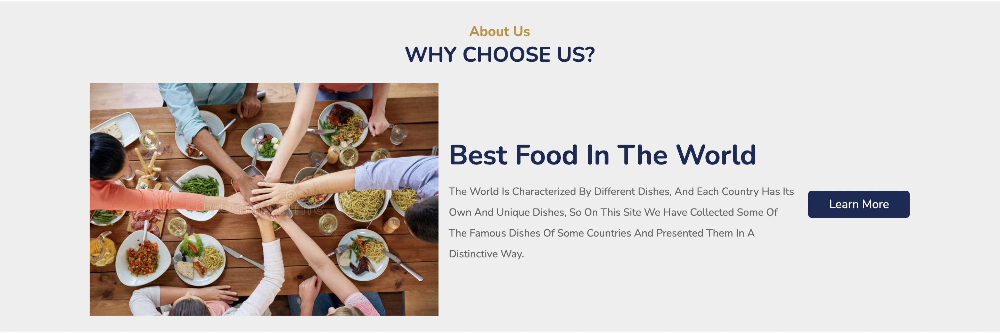 About Us
WHY CHOOSE US?
Best Food In The World
The World Is Characterized By Different Dishes, And Each Country Has Its
Own And Unique Dishes, So On This Site We Have Collected Some Of
The Famous Dishes Of Some Countries And Presented Them In A
Distinctive Way.
Learn More
dreamstime